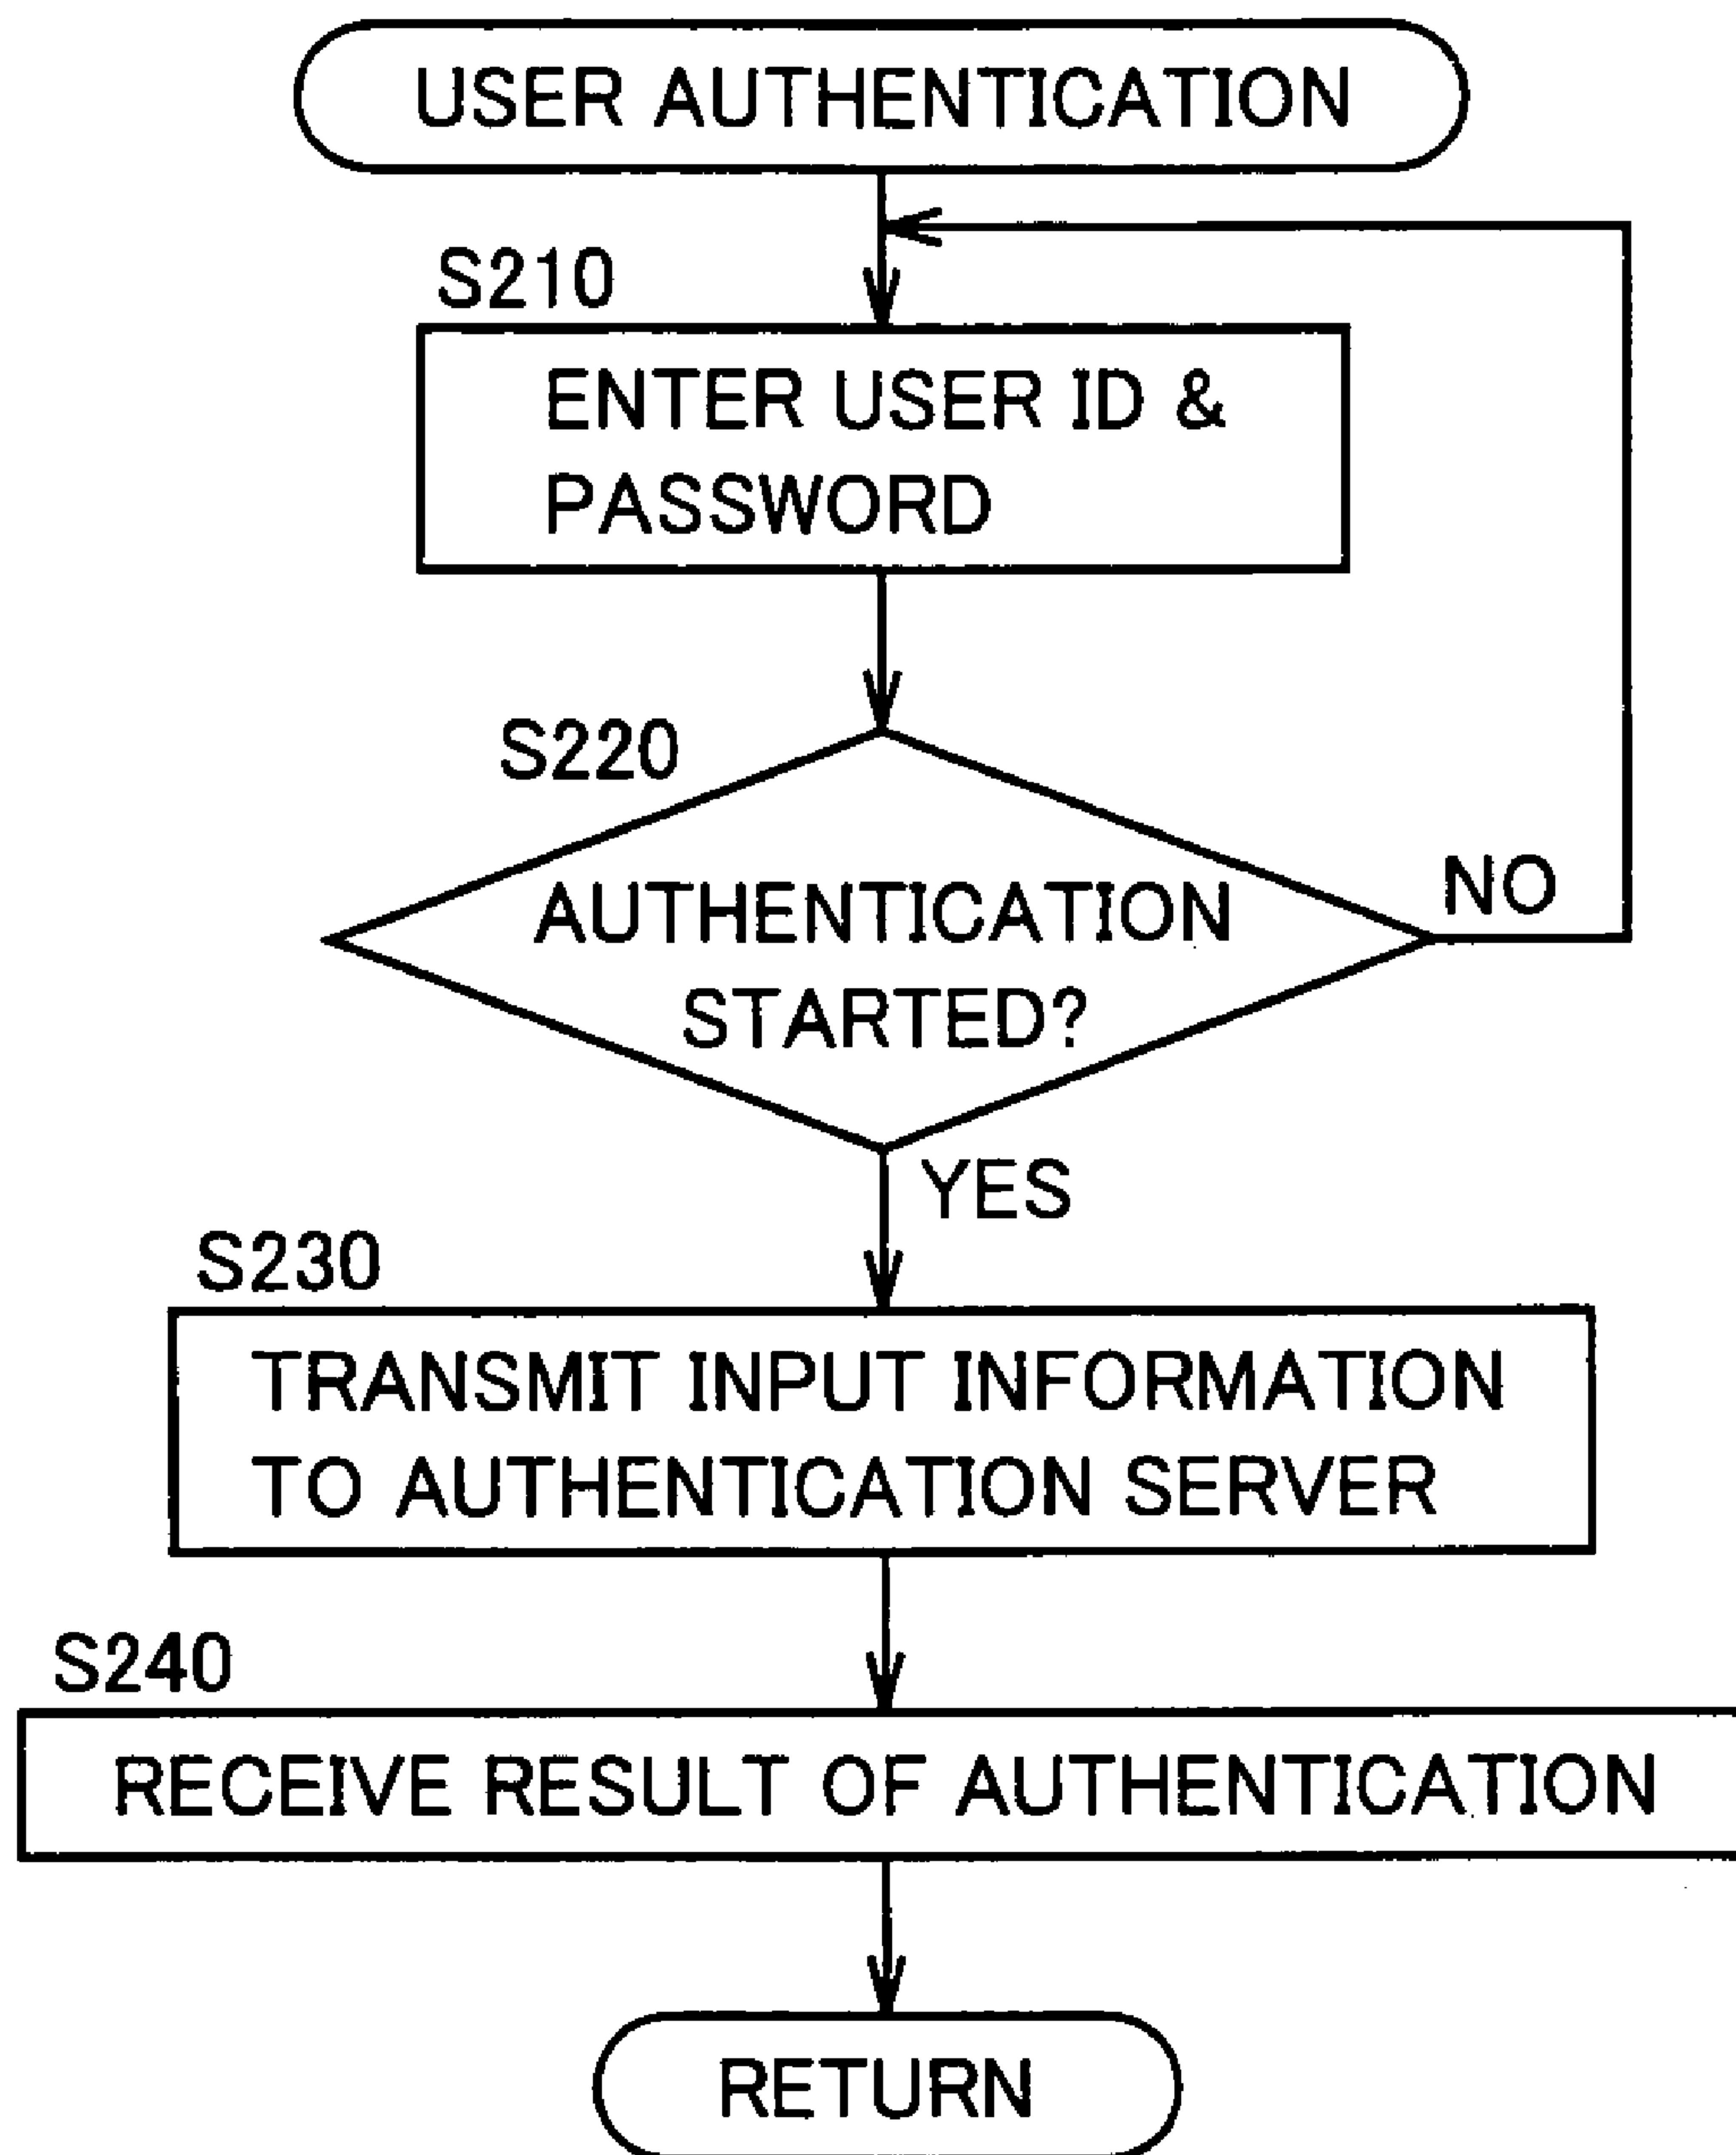 USER AUTHENTICATION
S210
ENTER USER ID &
PASSWORD
S220
AUTHENTICATION
STARTED?
NO
YES
S230
TRANSMIT INPUT INFORMATION
TO AUTHENTICATION SERVER
S240
RECEIVE RESULT OF AUTHENTICATION
RETURN